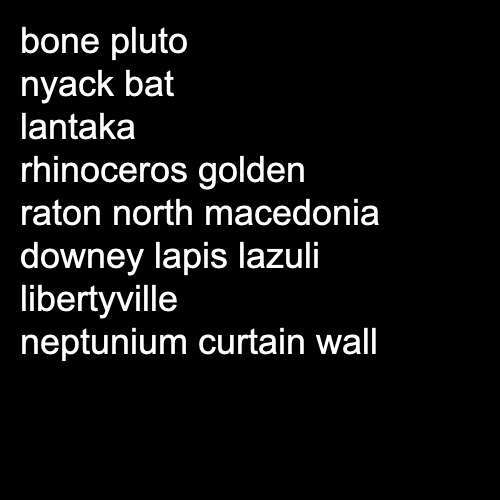 bone pluto
nyack bat
lantaka
rhinoceros golden
raton north macedonia
downey lapis lazuli
libertyville
neptunium curtain wall